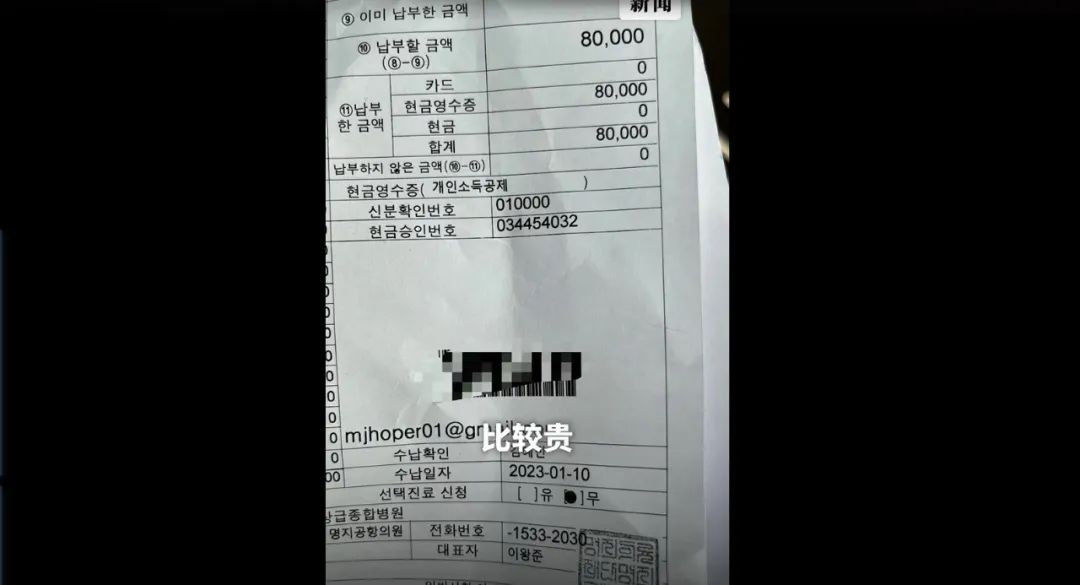 新闻
⑨ 이미 납부한 금액
⑩ 납부할 금액 80,000
(⑧-⑨)
⑪납부한 금액
카드 0
현금영수증 80,000
현금 0
합계 80,000
납부하지 않은 금액(⑩-⑪) 0
현금영수증( 개인소득공제 )
신분확인번호 010000
현금승인번호 034454032
mjhoper01@gm
比较贵
수납확인
수납일자 2023-01-10
선택진료 신청 [ ]유 [●]무
상급종합병원
명지공항의원 전화번호 -1533-2030
대표자 이왕준